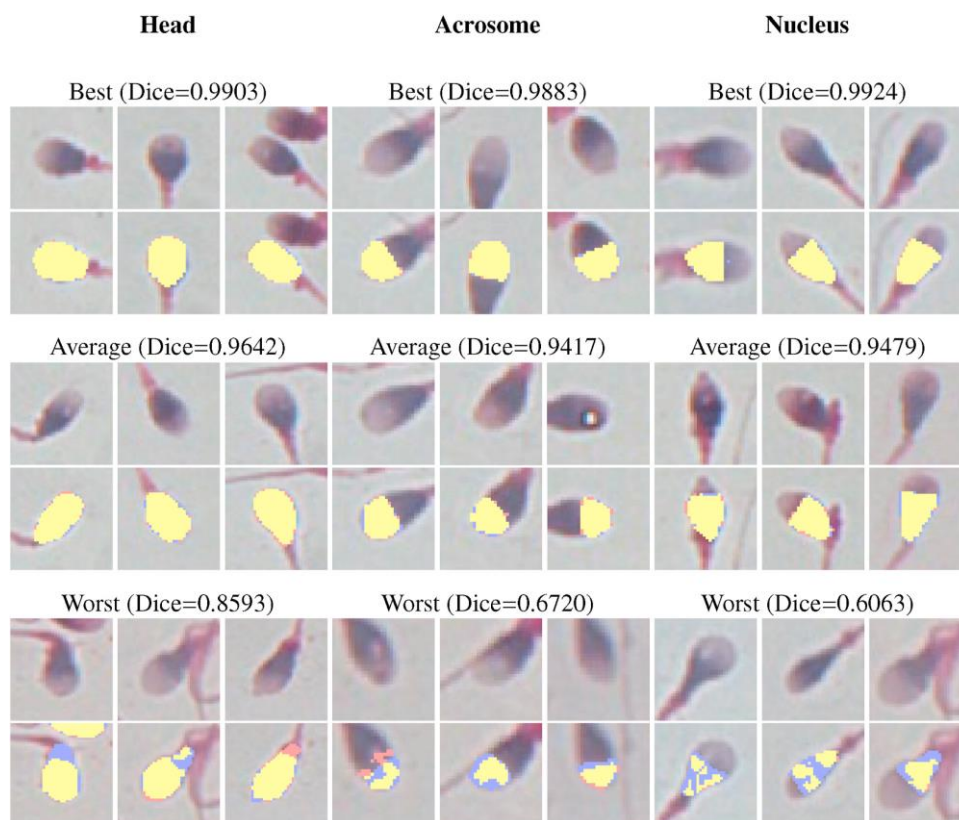 Head Acrosome Nucleus
Best (Dice=0.9903) Best (Dice=0.9883) Best (Dice=0.9924)
Average (Dice=0.9642) Average (Dice=0.9417) Average (Dice=0.9479)
Worst (Dice=0.8593) Worst (Dice=0.6720) Worst (Dice=0.6063)